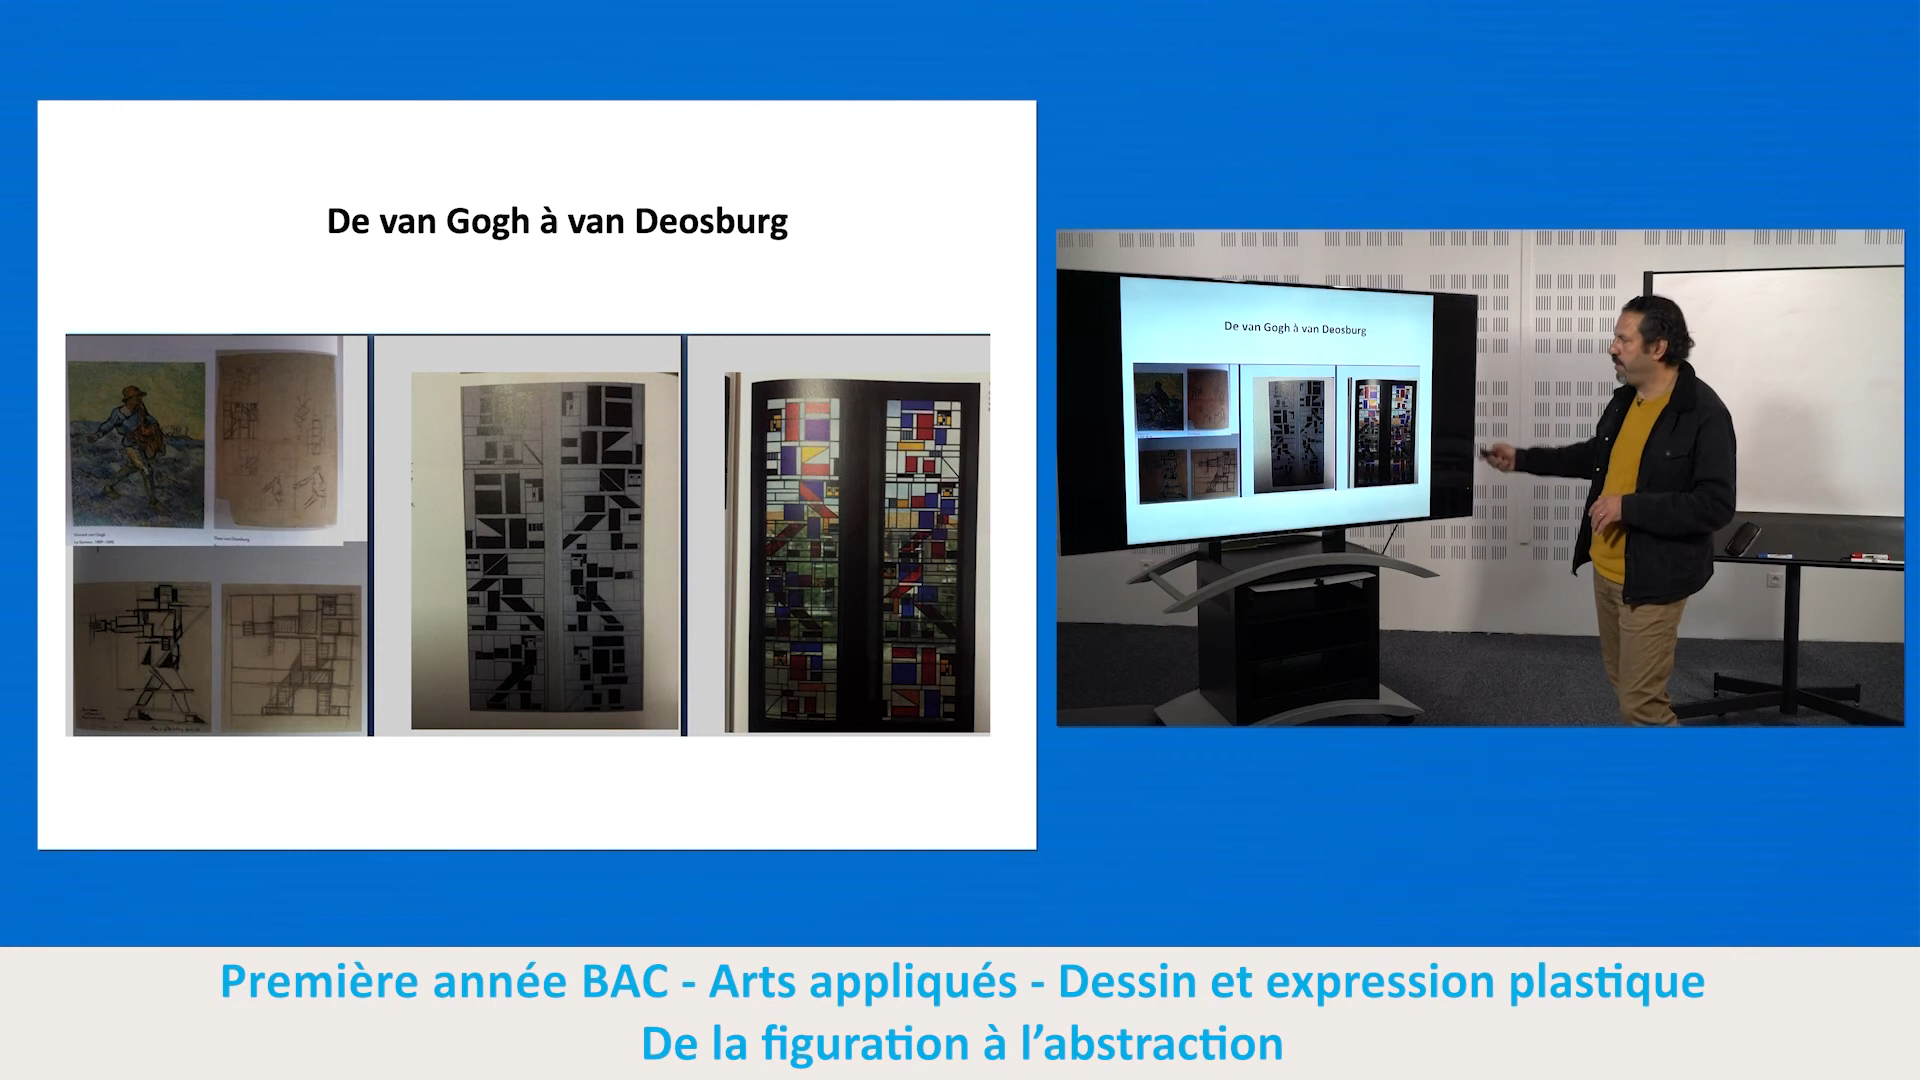 De van Gogh à van Deosburg
De van Gogh à van Deosburg
Première année BAC - Arts appliqués - Dessin et expression plastique
De la figuration à l’abstraction